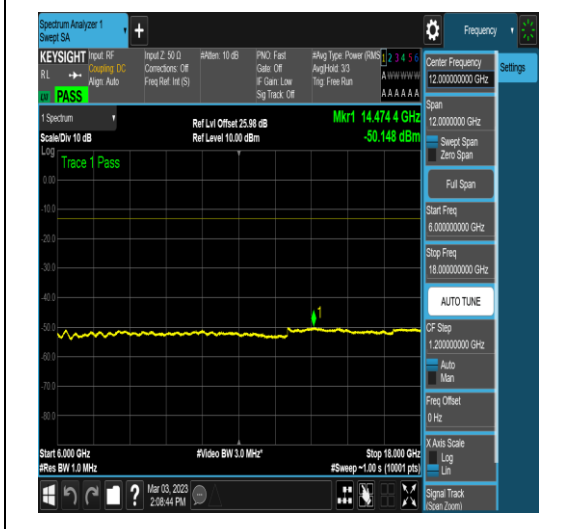 Spectrum Analyzer 1
Swept SA
+
Frequency
KEYSIGHT
Input: RF
Coupling: DC
Align: Auto
Input Z: 50 Ω
Corrections: Off
Freq Ref: Int (S)
#Atten: 10 dB
PNO: Fast
Gate: Off
IF Gain: Low
Sig Track: Off
#Avg Type: Power (RMS
Avg|Hold: 3/3
Trig: Free Run
1 2 3 4 5 6
A W W W W W
A A A A A A
R L
PASS
Center Frequency
12.000000000 GHz
Settings
Span
12.0000000 GHz
Swept Span
Zero Span
Full Span
Start Freq
6.000000000 GHz
Stop Freq
18.000000000 GHz
AUTO TUNE
CF Step
1.200000000 GHz
Auto
Man
Freq Offset
0 Hz
X Axis Scale
Log
Lin
Signal Track
(Span Zoom)
1 Spectrum
Scale/Div 10 dB
Ref Lvl Offset 25.98 dB
Ref Level 10.00 dBm
Mkr1 14.474 4 GHz
-50.148 dBm
Log
Trace 1 Pass
0.00
-10.0
-20.0
-30.0
-40.0
-50.0
-60.0
-70.0
-80.0
1
Start 6.000 GHz
#Res BW 1.0 MHz
#Video BW 3.0 MHz*
Stop 18.000 GHz
#Sweep ~1.00 s (10001 pts)
?
Mar 03, 2023
2:08:44 PM